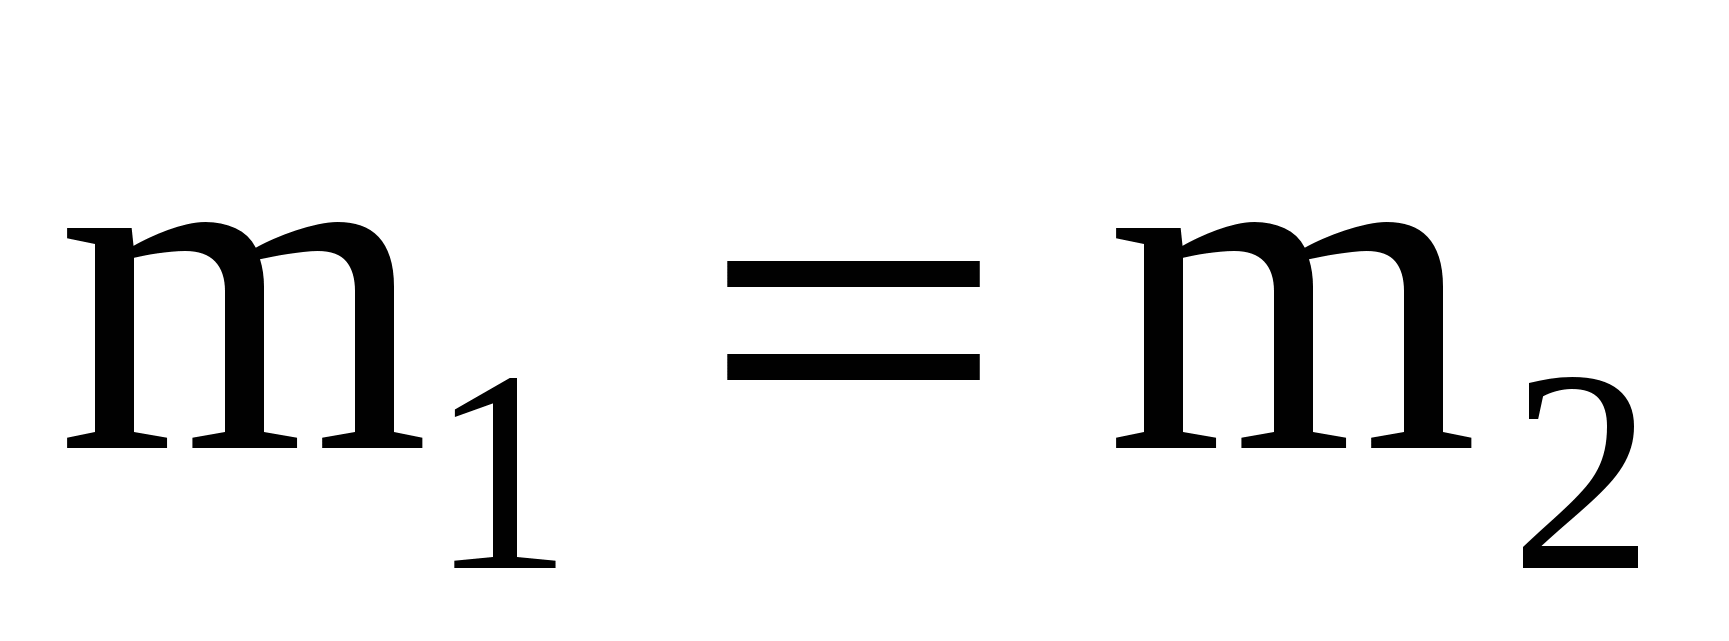 m₁ = m₂